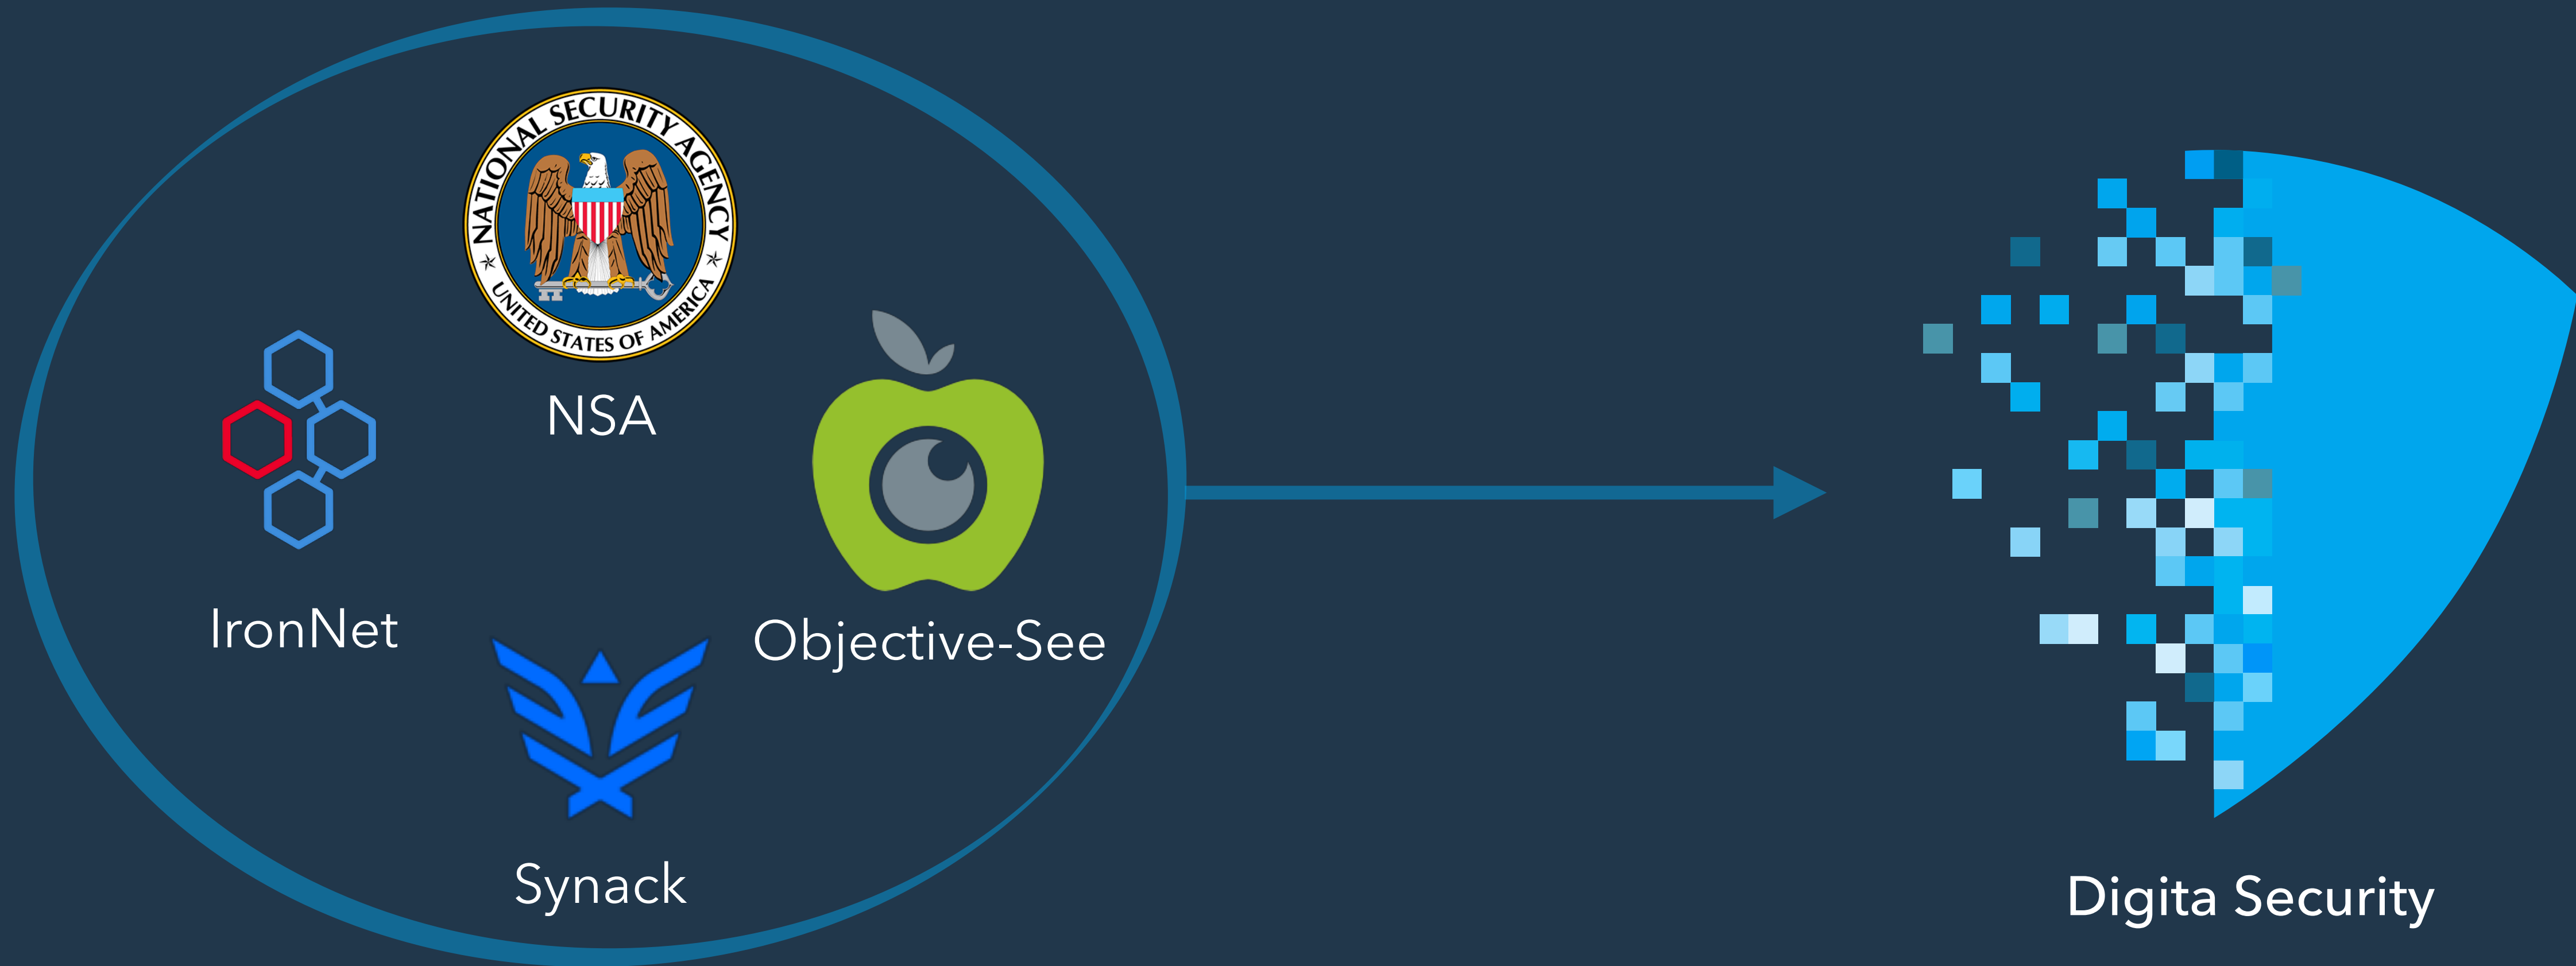 NATIONAL SECURITY AGENCY
UNITED STATES OF AMERICA
NSA
IronNet
Objective-See
Synack
Digita Security